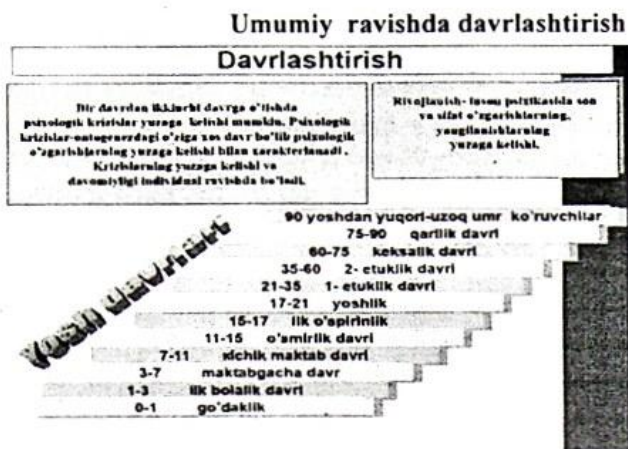 Umumiy ravishda davrlashtirish
Davrlashtirish
Bir davrdan ikkinchi davrga o'tishda
psixologik krizislar yuzaga kelishi mumkin. Psixologik
krizislar-ontogenezdagi o'ziga xos davr bo'lib psixologik
o'zgarishlarning yuzaga kelishi bilan xarakterlanadi.
Krizislarning yuzaga kelishi va
davomiyligi individual ravishda bo'ladi.
Rivojlanish- inson psixikasida son
va sifat o'zgarishlarning,
yangilanishlarning
yuzaga kelishi.
Yosh davrlari
90 yoshdan yuqori-uzoq umr ko'ruvchilar
75-90 qarilik davri
60-75 keksalik davri
35-60 2- etuklik davri
21-35 1- etuklik davri
17-21 yoshlik
15-17 ilk o'spirinlik
11-15 o'smirlik davri
7-11 kichik maktab davri
3-7 maktabgacha davr
1-3 ilk bolalik davri
0-1 go'daklik